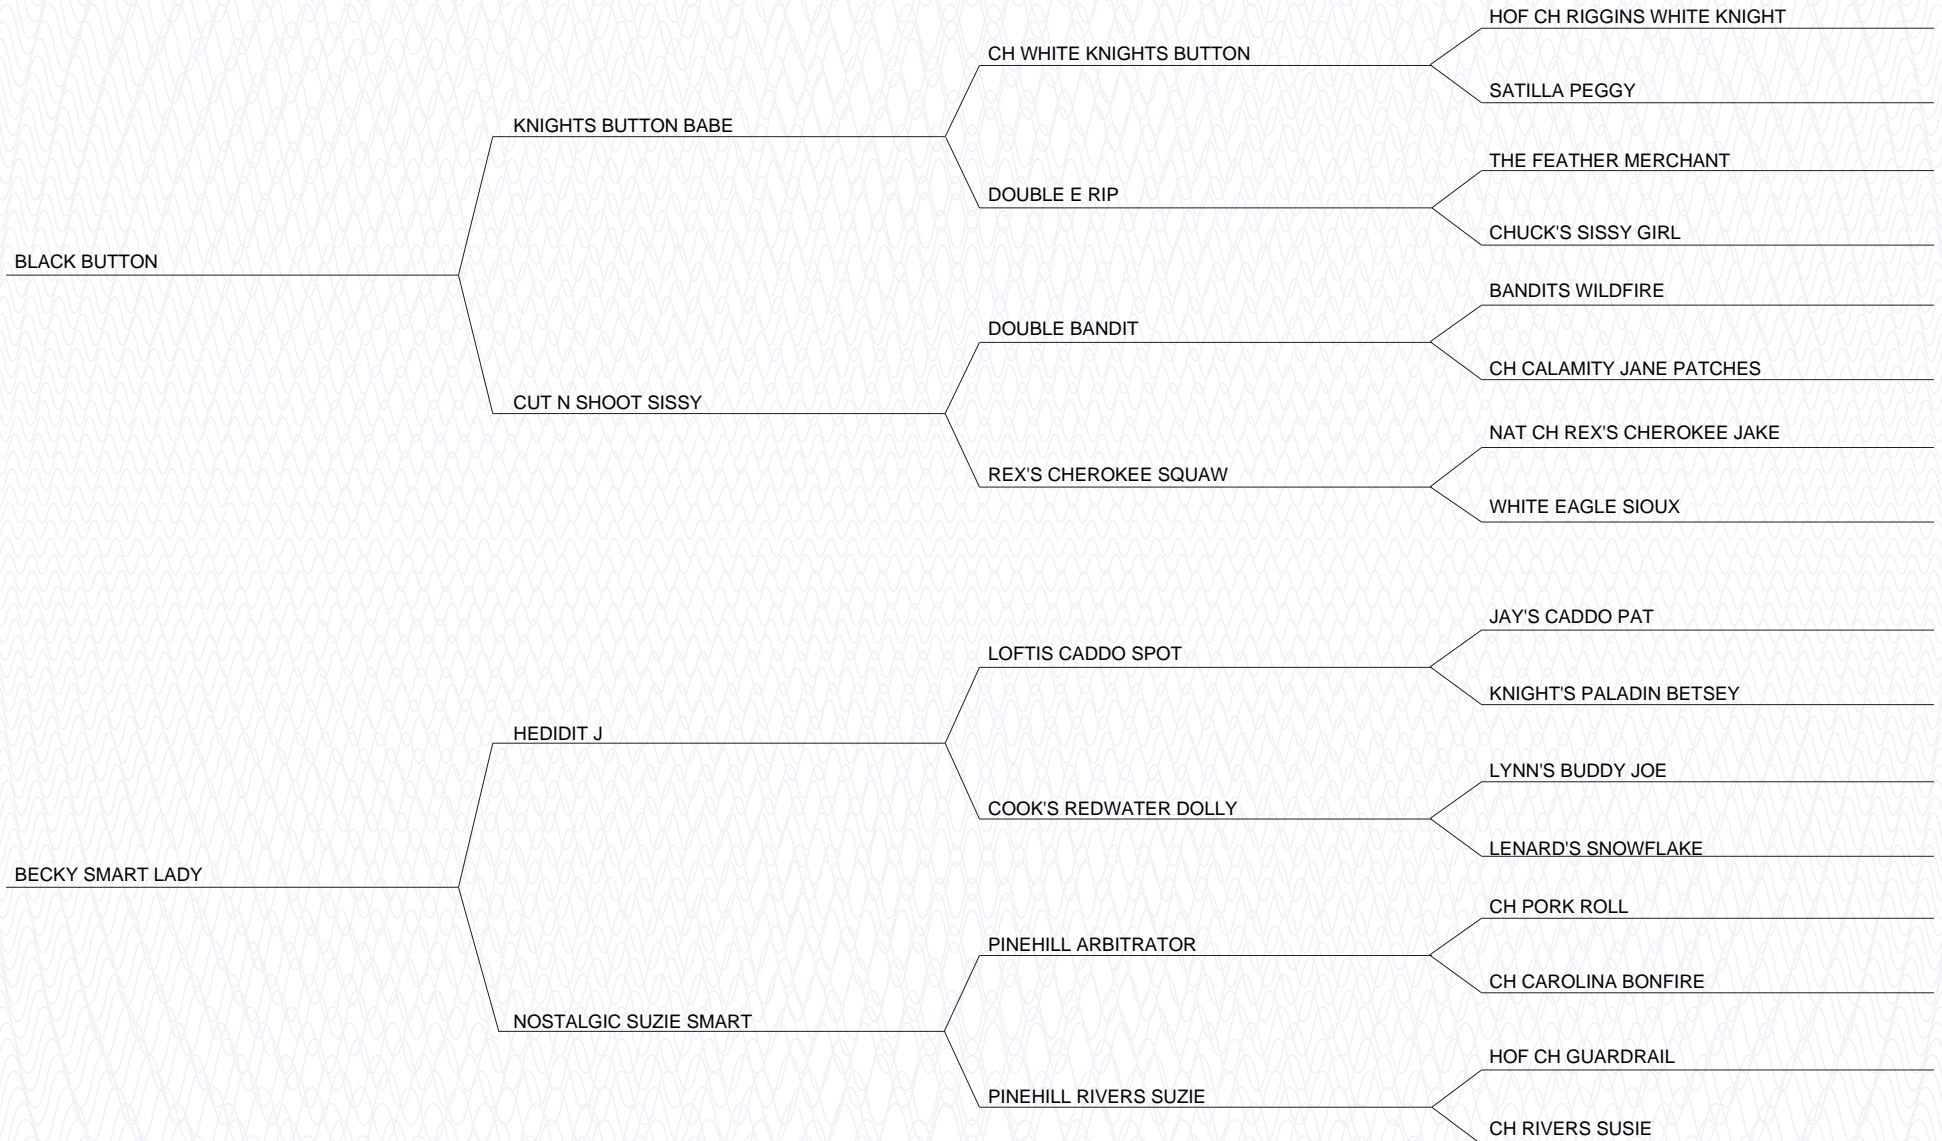 HOF CH RIGGINS WHITE KNIGHT
CH WHITE KNIGHTS BUTTON
SATILLA PEGGY
KNIGHTS BUTTON BABE
THE FEATHER MERCHANT
DOUBLE E RIP
CHUCK'S SISSY GIRL
BLACK BUTTON
BANDITS WILDFIRE
DOUBLE BANDIT
CH CALAMITY JANE PATCHES
CUT N SHOOT SISSY
NAT CH REX'S CHEROKEE JAKE
REX'S CHEROKEE SQUAW
WHITE EAGLE SIOUX
JAY'S CADDO PAT
LOFTIS CADDO SPOT
KNIGHT'S PALADIN BETSEY
HEDIDIT J
LYNN'S BUDDY JOE
COOK'S REDWATER DOLLY
LENARD'S SNOWFLAKE
BECKY SMART LADY
CH PORK ROLL
PINEHILL ARBITRATOR
CH CAROLINA BONFIRE
NOSTALGIC SUZIE SMART
HOF CH GUARDRAIL
PINEHILL RIVERS SUZIE
CH RIVERS SUSIE